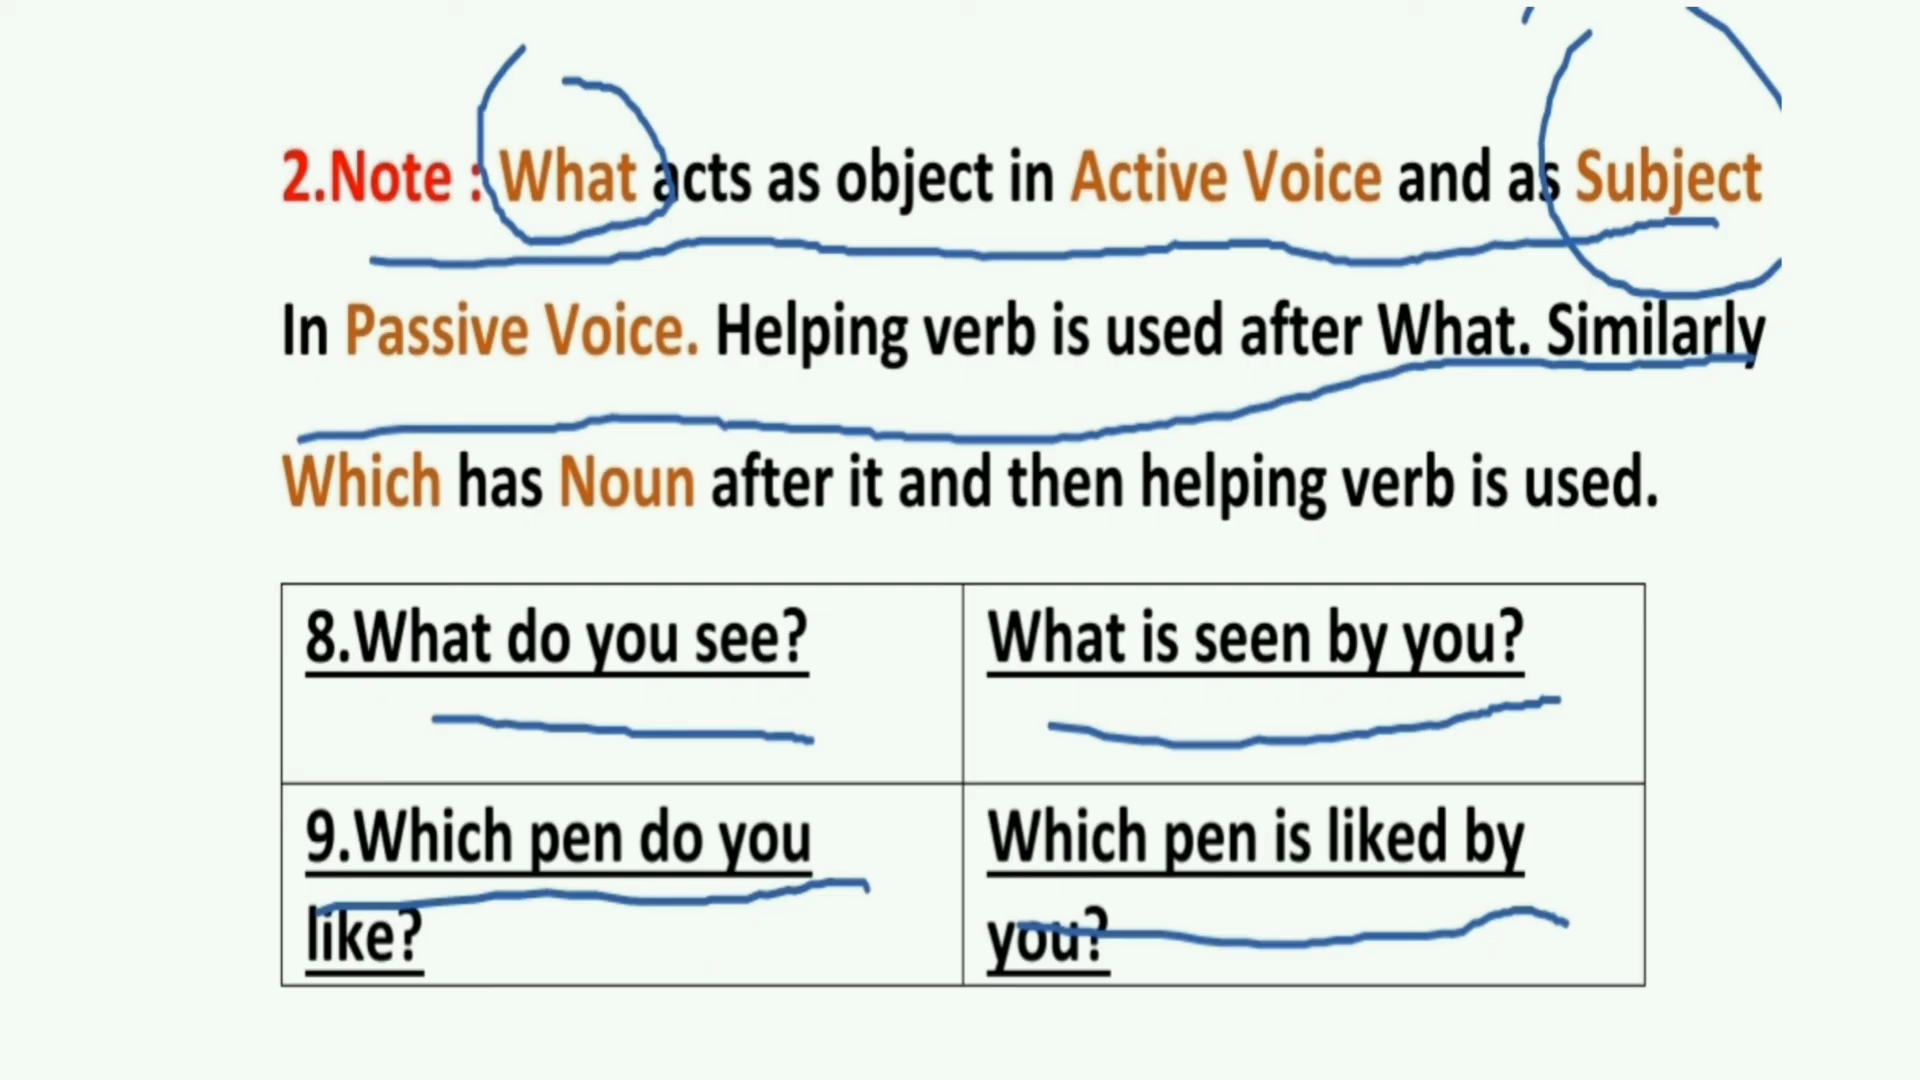 2.Note : What acts as object in Active Voice and as Subject
In Passive Voice. Helping verb is used after What. Similarly
Which has Noun after it and then helping verb is used.
8.What do you see?
What is seen by you?
9.Which pen do you
like?
Which pen is liked by
you?